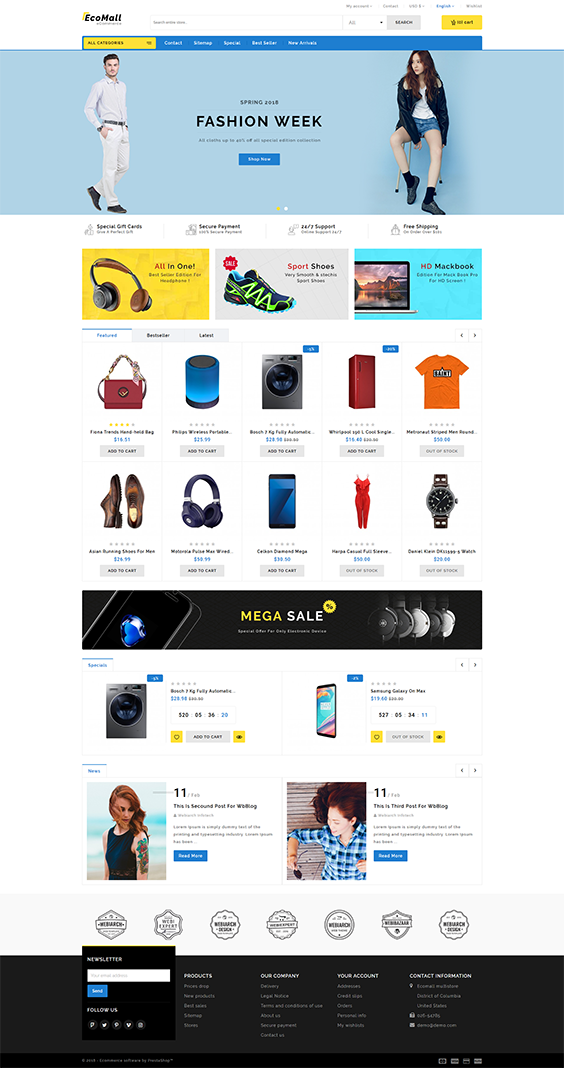 My account Contact USD $ English Wishlist
EcoMall
eCommerce
Search entire store..
All
SEARCH
cart
ALL CATEGORIES
Contact Sitemap Special Best Seller New Arrivals
SPRING 2018
FASHION WEEK
All cloths up to 40% off all special edition collection
Shop Now
Special Gift Cards
Give A Perfect Gift
Secure Payment
100% Secure Payment
24/7 Support
Online Support 24/7
Free Shipping
On Order Over $121
All In One!
Best Seller Edition For
Headphone !
SALE
Sport Shoes
Very Smooth & stechis
Sport Shoes
HD Mackbook
Edition For Mack Book Pro
For HD Screen !
Featured Bestseller Latest
Fiona Trends Hand-held Bag
$16.51
ADD TO CART
Philips Wireless Portable...
$25.99
ADD TO CART
-5%
Bosch 7 Kg Fully Automatic...
$28.98 $30.50
ADD TO CART
-20%
Whirlpool 190 L Cool Single...
$16.40
ADD TO CART
Metronaut Striped Men Round...
$50.00
OUT OF STOCK
Asian Running Shoes For Men
$26.99
ADD TO CART
Motorola Pulse Max Wired...
$50.99
ADD TO CART
Celkon Diamond Mega
$30.50
ADD TO CART
Harpa Casual Full Sleeve...
$50.00
OUT OF STOCK
Daniel Klein DK11599-5 Watch
$20.00
OUT OF STOCK
MEGA SALE
%
Special Offer For Only Electronic Device
Specials
-5%
Bosch 7 Kg Fully Automatic...
$28.98 $30.50
520 : 05 : 36 : 20
ADD TO CART
Samsung Galaxy On Max
$19.60
527 : 05 : 34 : 11
OUT OF STOCK
News
11 / Feb
This Is Secound Post For WbBlog
Webiarch Infotech
Lorem Ipsum is simply dummy text of the
printing and typesetting industry. Lorem Ipsum
has been...
Read More
11 / Feb
This Is Third Post For WbBlog
Webiarch Infotech
Lorem Ipsum is simply dummy text of the
printing and typesetting industry. Lorem Ipsum
has been...
Read More
WEBIARCH
WEBI EXPERT
WEBIARCH DESIGN
WEBIEXPERT
WEBIARCH
WEBIBAZAAR
WEBIARCH DESIGN
NEWSLETTER
Your email address
Send
FOLLOW US
PRODUCTS
Prices drop
New products
Best sales
Sitemap
Stores
OUR COMPANY
Delivery
Legal Notice
Terms and conditions of use
About us
Secure payment
Contact us
YOUR ACCOUNT
Addresses
Credit slips
Orders
Personal info
My wishlists
CONTACT INFORMATION
Ecomall multistore
District of Columbia
United States
demo@demo.com
© 2018 - Ecommerce software by PrestaShop™